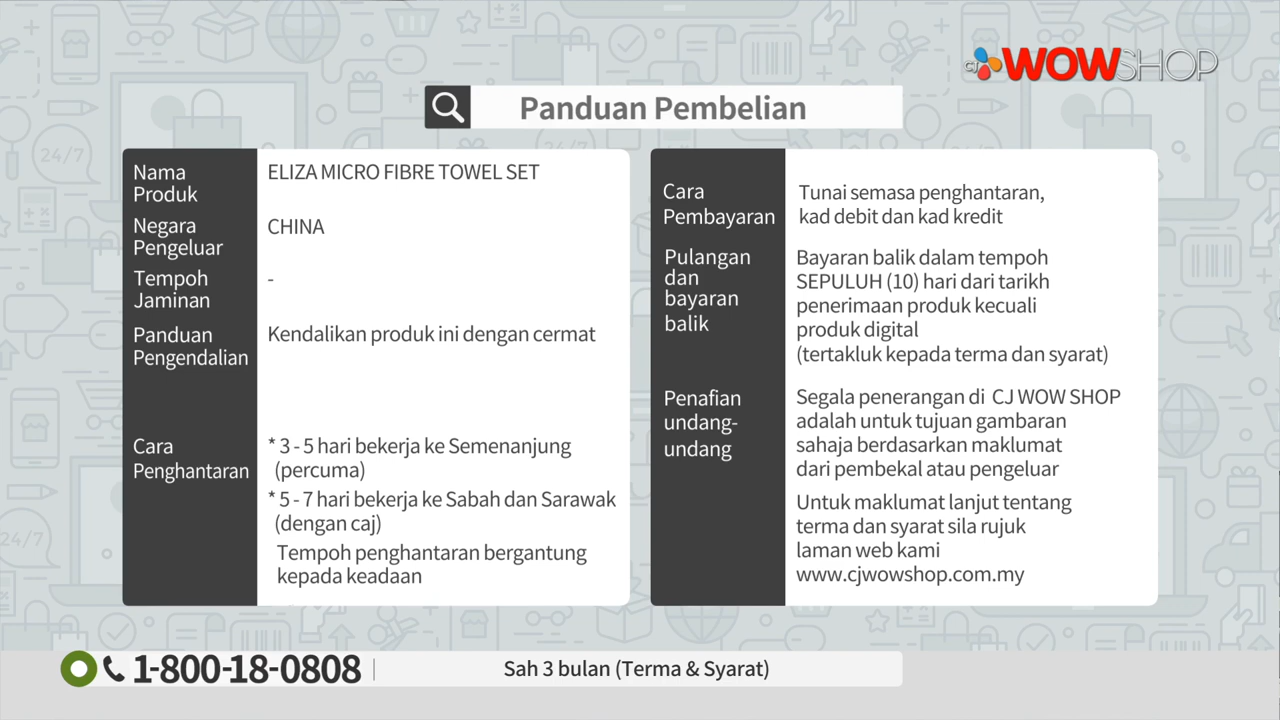 CJ WOWSHOP
Panduan Pembelian
Nama
Produk
ELIZA MICRO FIBRE TOWEL SET
Negara
Pengeluar
CHINA
Tempoh
Jaminan
-
Panduan
Pengendalian
Kendalikan produk ini dengan cermat
Cara
Penghantaran
* 3 - 5 hari bekerja ke Semenanjung
(percuma)
* 5 - 7 hari bekerja ke Sabah dan Sarawak
(dengan caj)
Tempoh penghantaran bergantung
kepada keadaan
Cara
Pembayaran
Tunai semasa penghantaran,
kad debit dan kad kredit
Pulangan
dan
bayaran
balik
Bayaran balik dalam tempoh
SEPULUH (10) hari dari tarikh
penerimaan produk kecuali
produk digital
(tertakluk kepada terma dan syarat)
Penafian
undang-
undang
Segala penerangan di CJ WOW SHOP
adalah untuk tujuan gambaran
sahaja berdasarkan maklumat
dari pembekal atau pengeluar
Untuk maklumat lanjut tentang
terma dan syarat sila rujuk
laman web kami
www.cjwowshop.com.my
24/7
24/7
1-800-18-0808
Sah 3 bulan (Terma & Syarat)